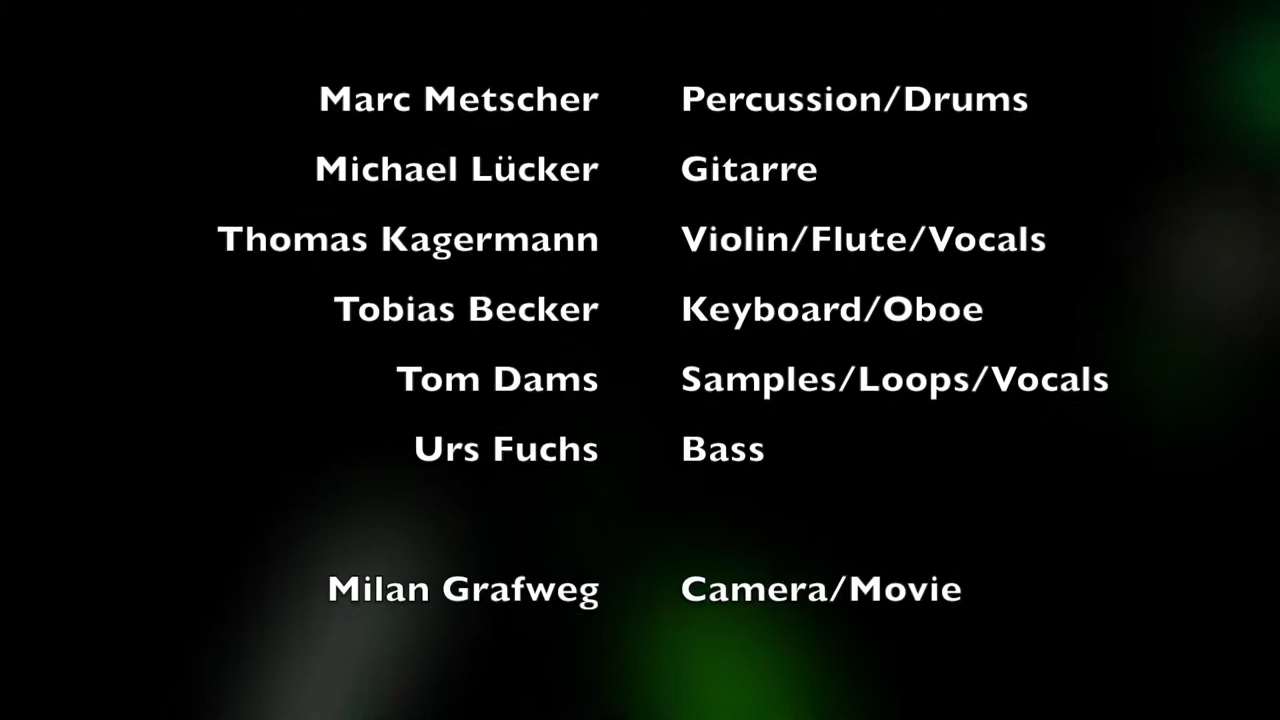 Marc Metscher Percussion/Drums
Michael Lücker Gitarre
Thomas Kagermann Violin/Flute/Vocals
Tobias Becker Keyboard/Oboe
Tom Dams Samples/Loops/Vocals
Urs Fuchs Bass
Milan Grafweg Camera/Movie